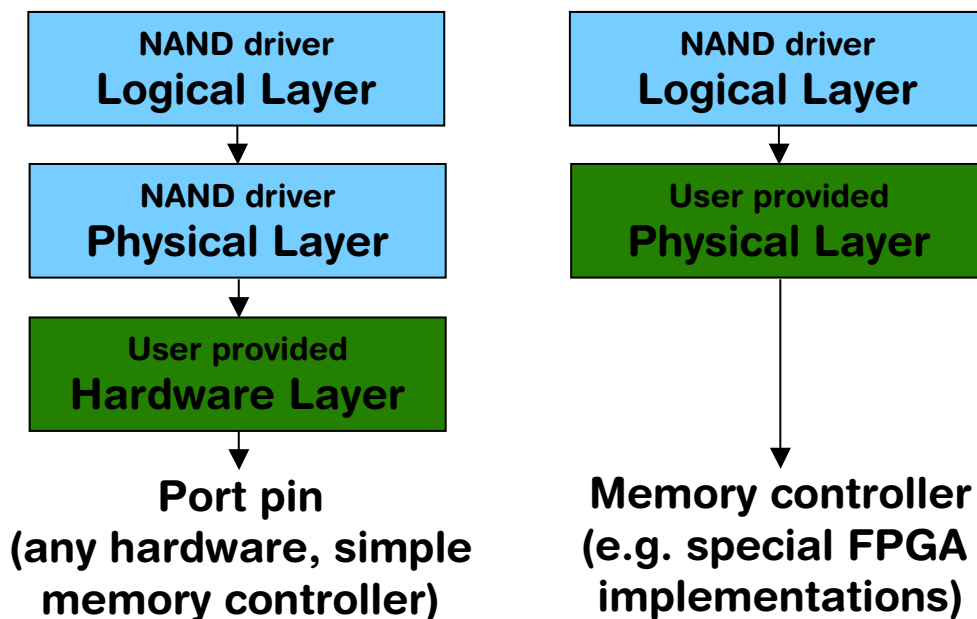 NAND driver
Logical Layer
NAND driver
Physical Layer
User provided
Hardware Layer
Port pin
(any hardware, simple
memory controller)
NAND driver
Logical Layer
User provided
Physical Layer
Memory controller
(e.g. special FPGA
implementations)